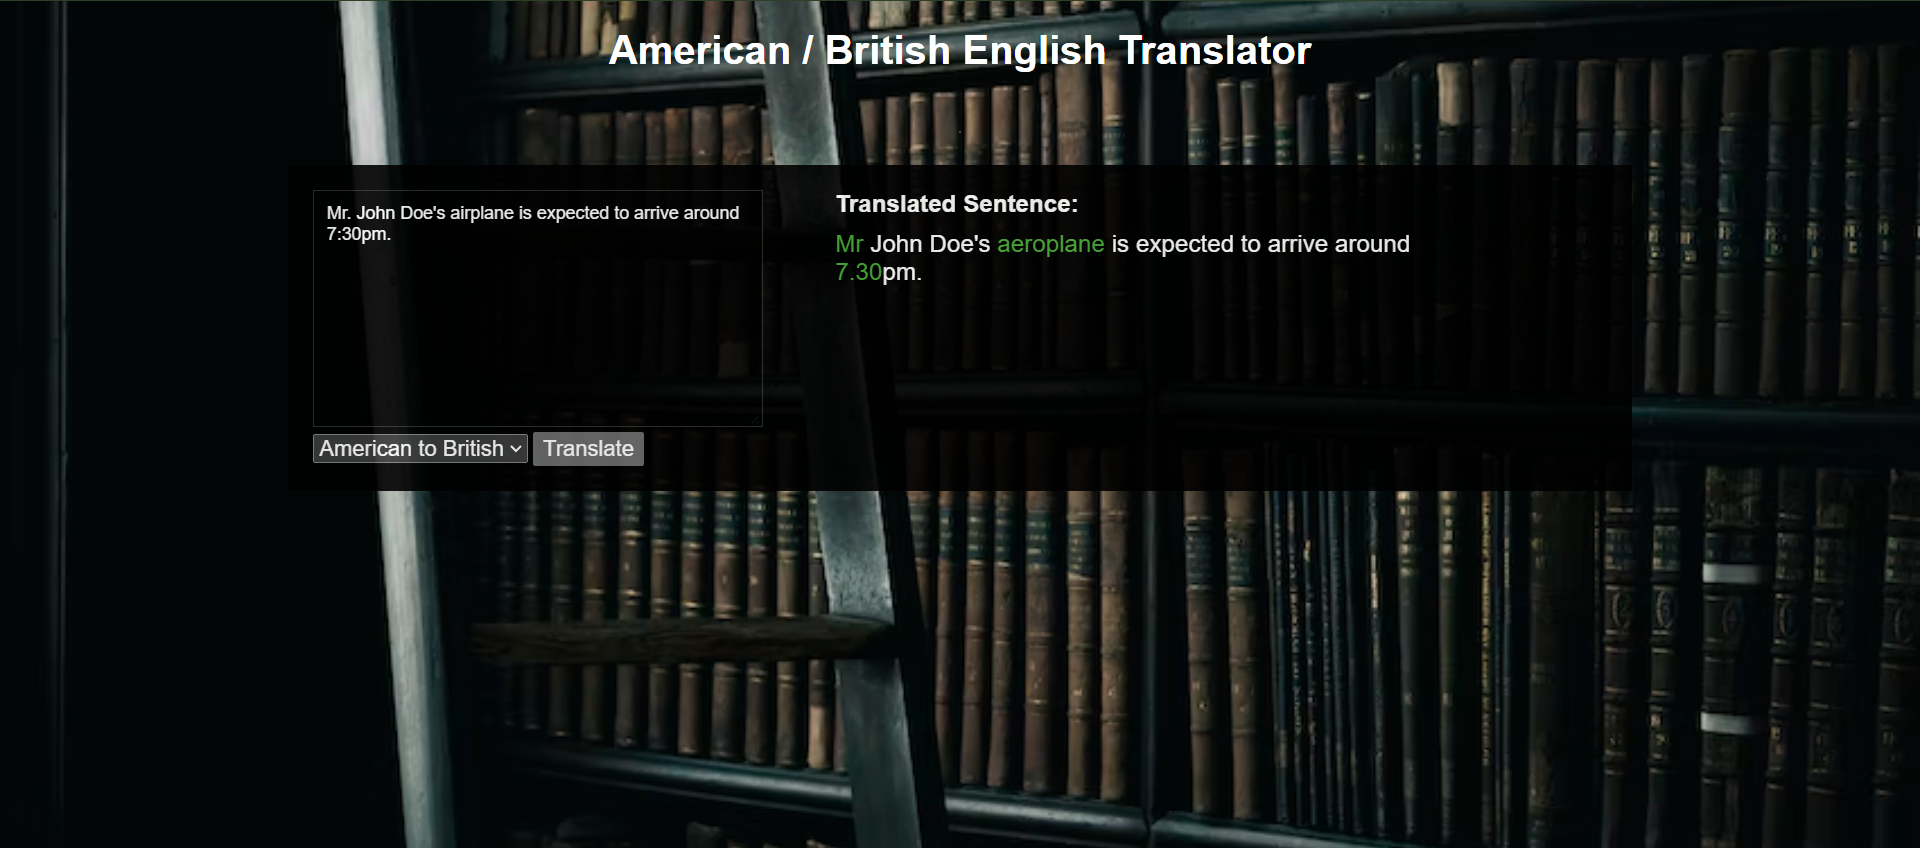 American / British English Translator
Mr. John Doe's airplane is expected to arrive around
7:30pm.
American to British
Translate
Translated Sentence:
Mr John Doe's aeroplane is expected to arrive around
7.30pm.